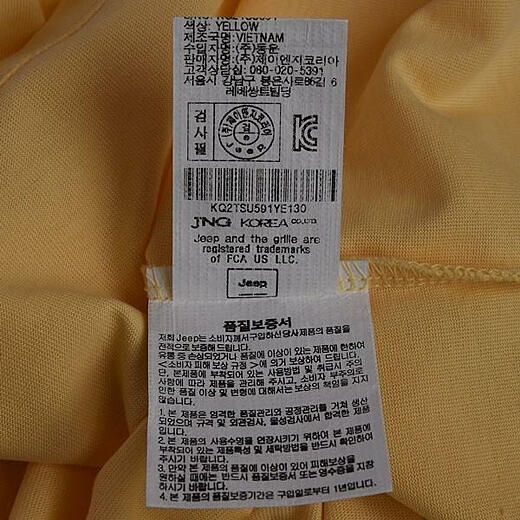 색상: YELLOW
제조국명: VIETNAM
수입자명: (주)동운
판매자명: (주)제이엔지코리아
고객상담실: 080-020-5391
서울시 강남구 봉은사로86길 6
레베쌍트빌딩
검사필
(주)제이엔지코리아
JEEP
KC
KQ2TSU591YE130
JNG KOREA CO.,LTD.
Jeep and the grille are
registered trademarks
of FCA US LLC.
Jeep
품질보증서
저희 Jeep는 소비자께서 구입하신 당사제품의 품질을
전적으로 보증해 드립니다.
유통 중 손상되었거나 품질에 이상이 있는 제품에 한하여
<소비자 피해 보상 규정>에 의거 보상하여 드립니다.
단, 본제품에 부착되어 있는 사용방법 및 취급시 주의
사항에 따라 제품을 관리해 주시고, 소비자 부주의로
인한 품질 이상 및 변형에 대해서는 보상의 책임을 지지
않습니다.
1. 본 제품은 엄격한 품질관리와 공정관리를 거쳐 생산
되었으며 규격 및 외관검사, 물성검사에서 합격한 제품
입니다.
2. 본 제품의 사용수명을 연장시키기 위하여 본 제품에
부착되어 있는 제품특성 및 세탁방법을 반드시 확인하여
주시기 바랍니다.
3. 만약 본 제품에 품질에 이상이 있어 피해보상을
원하실 때에는 반드시 본 품질보증서 또는 영수증을 지참
하시기 바랍니다.
4. 본 제품의 품질보증기간은 구입일로부터 1년입니다.